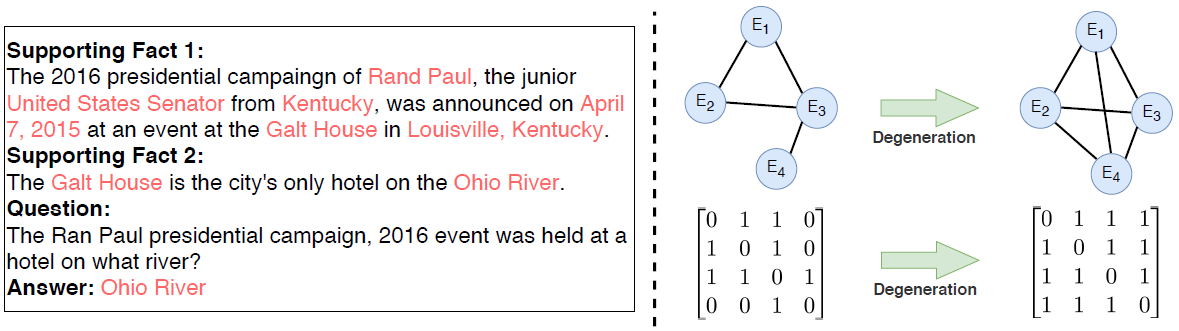 Supporting Fact 1:
The 2016 presidential campaingn of Rand Paul, the junior
United States Senator from Kentucky, was announced on April
7, 2015 at an event at the Galt House in Louisville, Kentucky.
Supporting Fact 2:
The Galt House is the city's only hotel on the Ohio River.
Question:
The Ran Paul presidential campaign, 2016 event was held at a
hotel on what river?
Answer: Ohio River
E1
E2
E3
E4
Degeneration
E1
E2
E3
E4
0 1 1 0
1 0 1 0
1 1 0 1
0 0 1 0
Degeneration
0 1 1 1
1 0 1 1
1 1 0 1
1 1 1 0